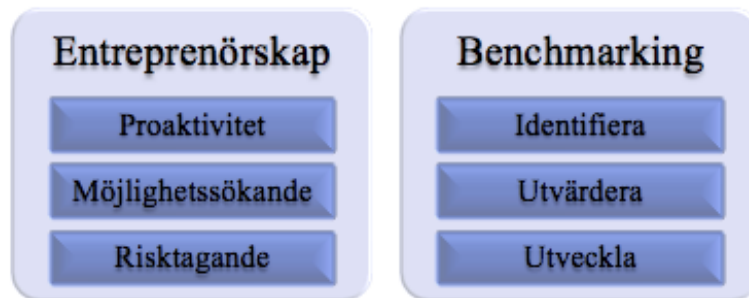 Entreprenörskap
Proaktivitet
Möjlighetssökande
Risktagande
Benchmarking
Identifiera
Utvärdera
Utveckla